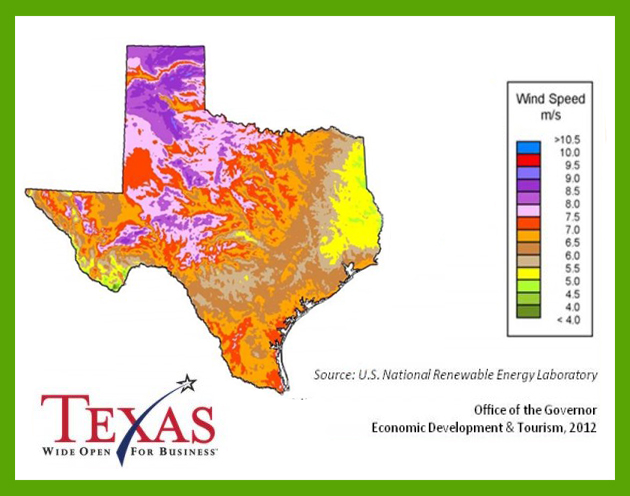 Wind Speed
m/s
>10.5
10.0
9.5
9.0
8.5
8.0
7.5
7.0
6.5
6.0
5.5
5.0
4.5
4.0
< 4.0
Source: U.S. National Renewable Energy Laboratory
Office of the Governor
Economic Development & Tourism, 2012
TEXAS
WIDE OPEN FOR BUSINESS™